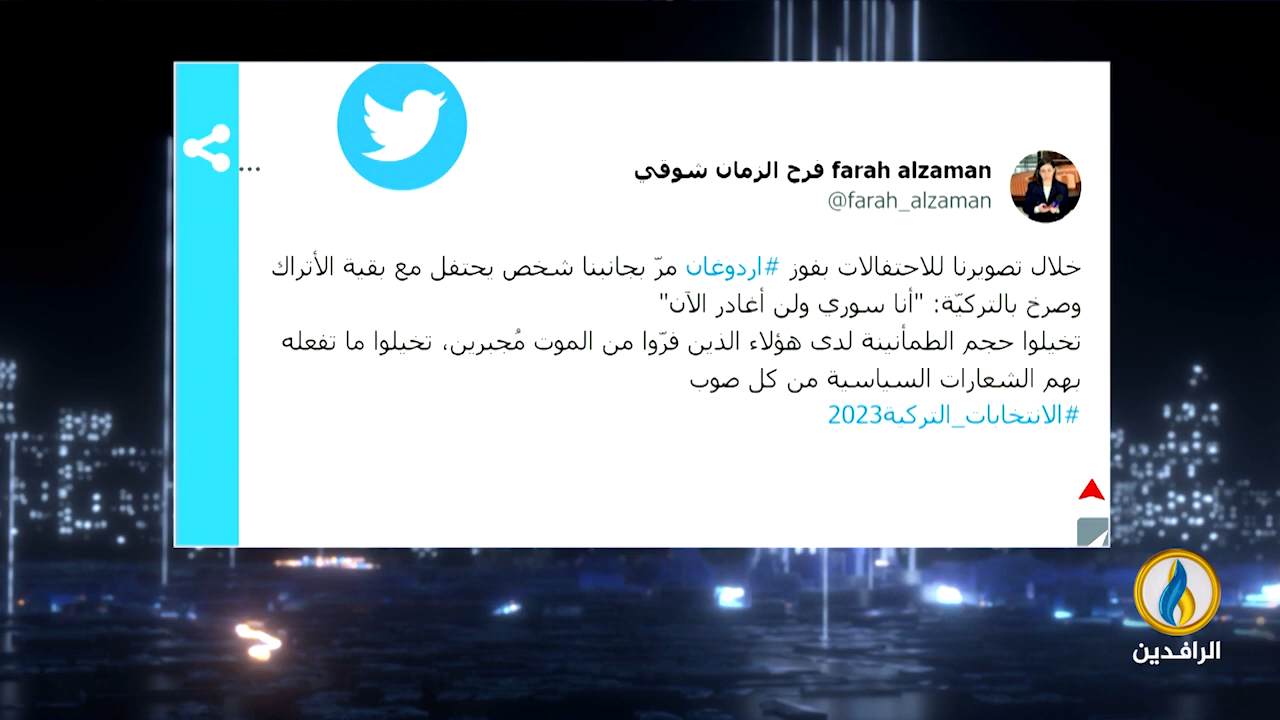 farah alzaman فرح الزمان شوقي
@farah_alzaman
خلال تصويرنا للاحتفالات بفوز #اردوغان مرّ بجانبنا شخص يحتفل مع بقية الأتراك
وصرخ بالتركيّة: "أنا سوري ولن أغادر الآن"
تخيلوا حجم الطمأنينة لدى هؤلاء الذين فرّوا من الموت مُجبرين، تخيلوا ما تفعله
بهم الشعارات السياسية من كل صوب
#الانتخابات_التركية2023
الرافدين